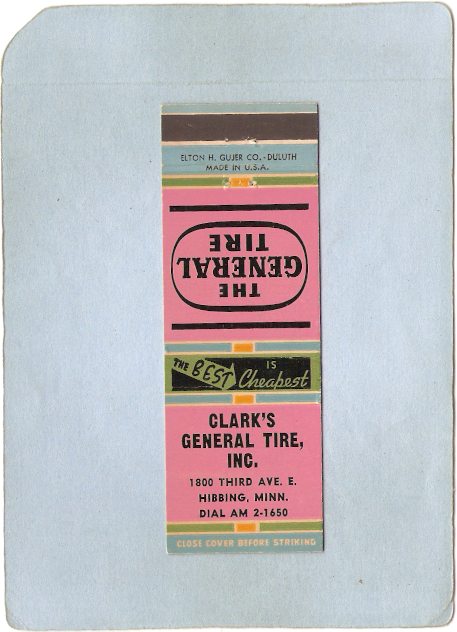 ELTON H. GUJER CO. - DULUTH
MADE IN U.S.A.
THE
GENERAL
TIRE
THE BEST IS Cheapest
CLARK'S
GENERAL TIRE,
INC.
1800 THIRD AVE. E.
HIBBING, MINN.
DIAL AM 2-1650
CLOSE COVER BEFORE STRIKING